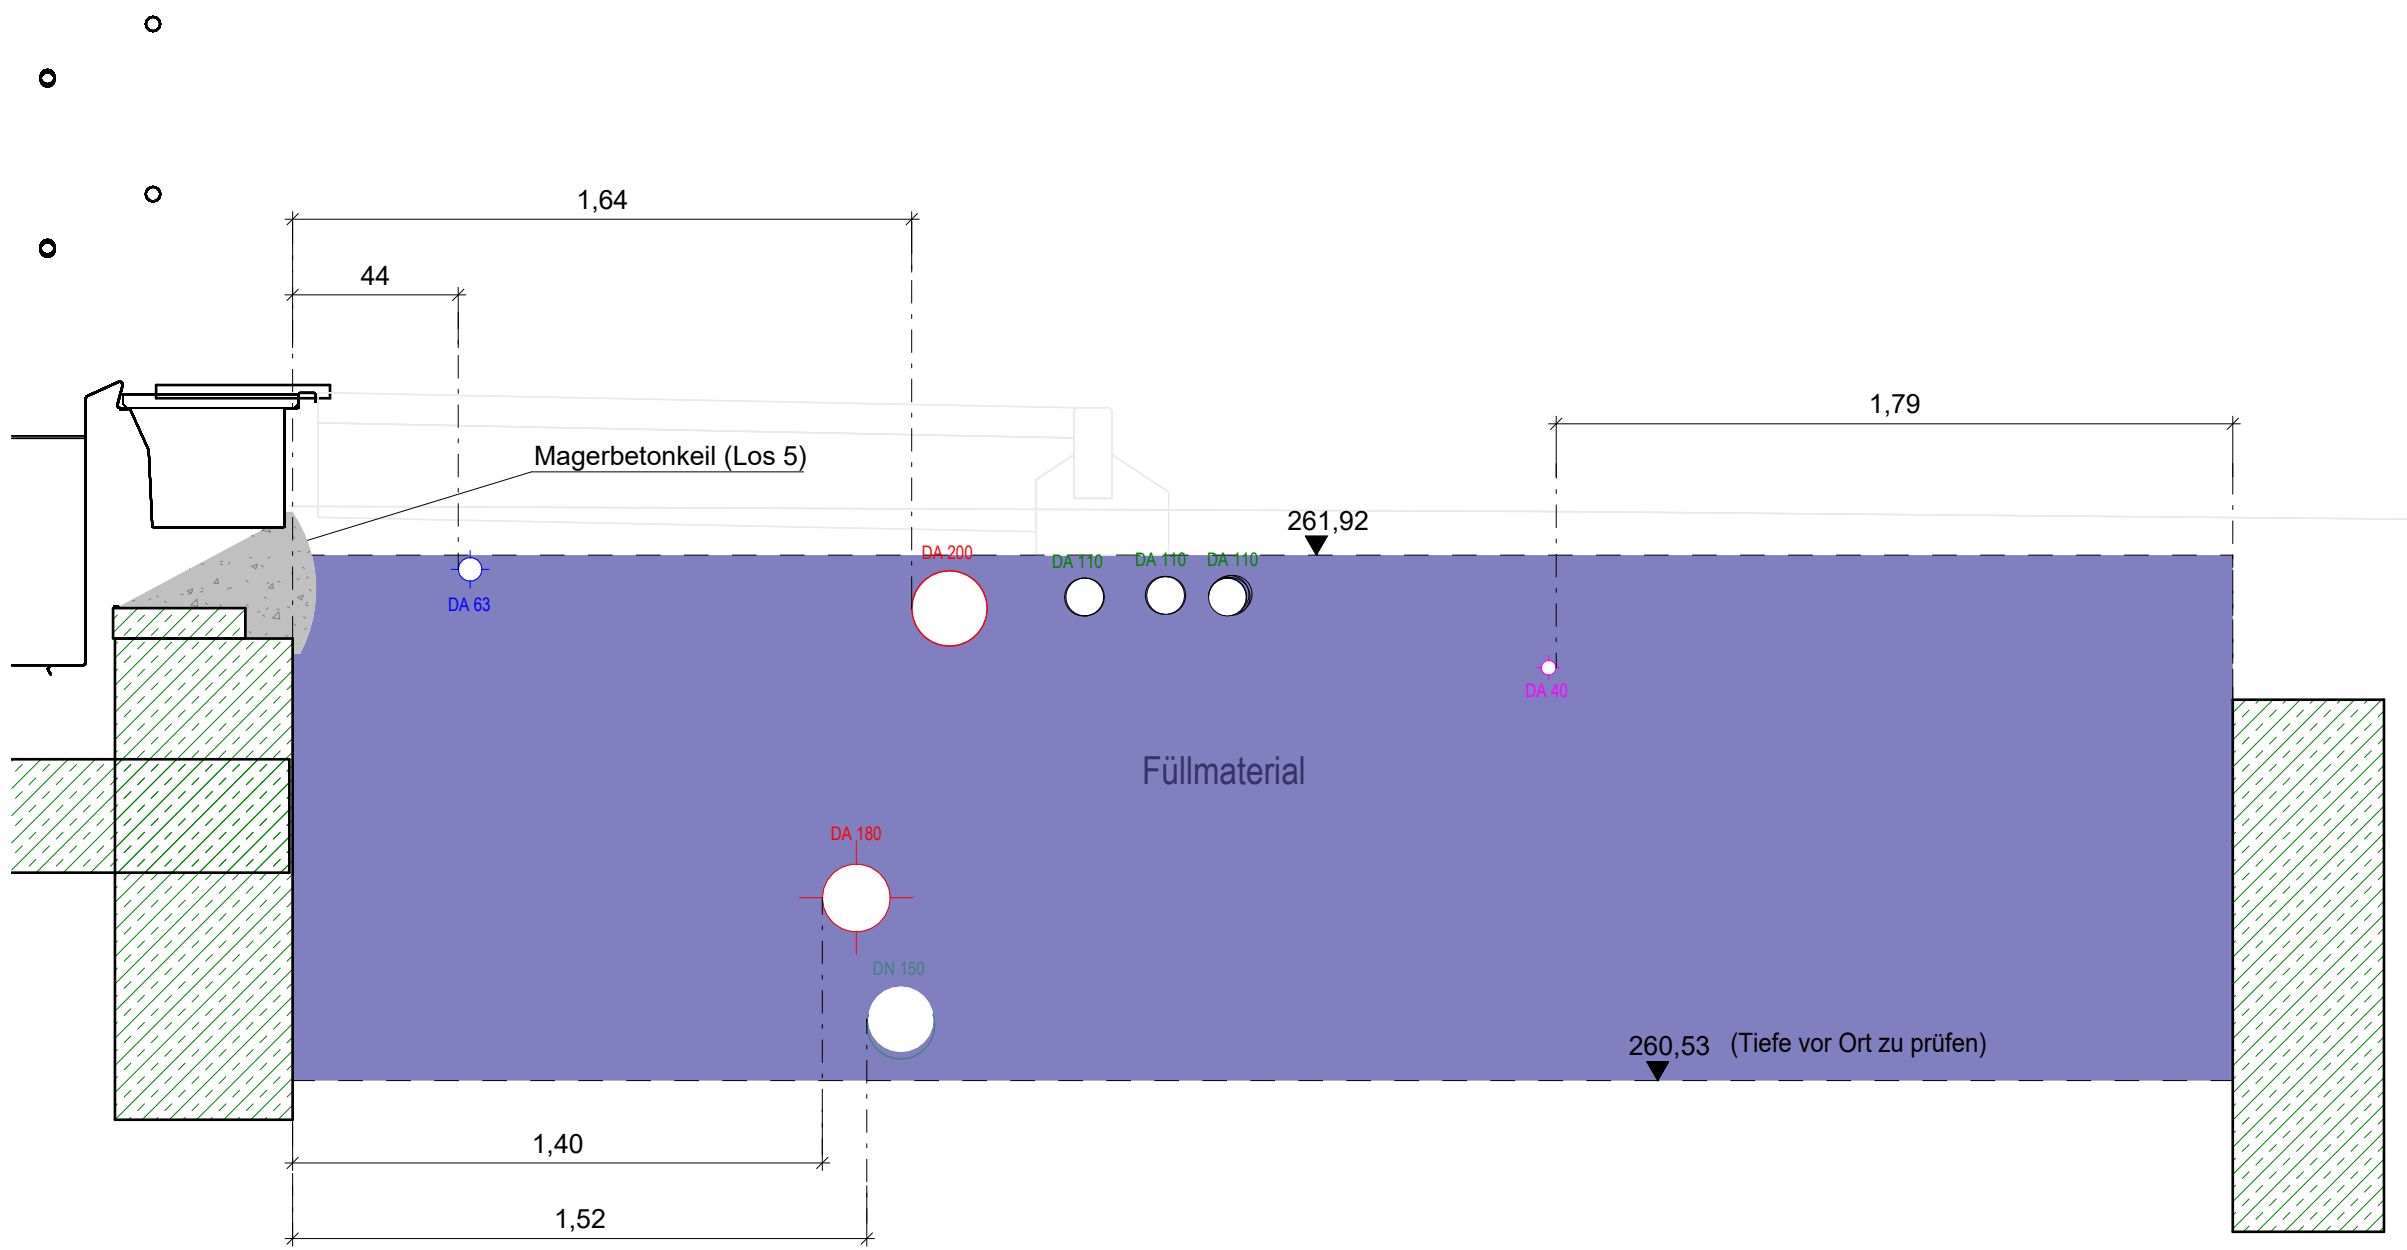 1,64
44
1,79
Magerbetonkeil (Los 5)
261,92
DA 200
DA 110
DA 110
DA 110
DA 63
DA 40
Füllmaterial
DA 180
DN 150
260,53 (Tiefe vor Ort zu prüfen)
1,40
1,52